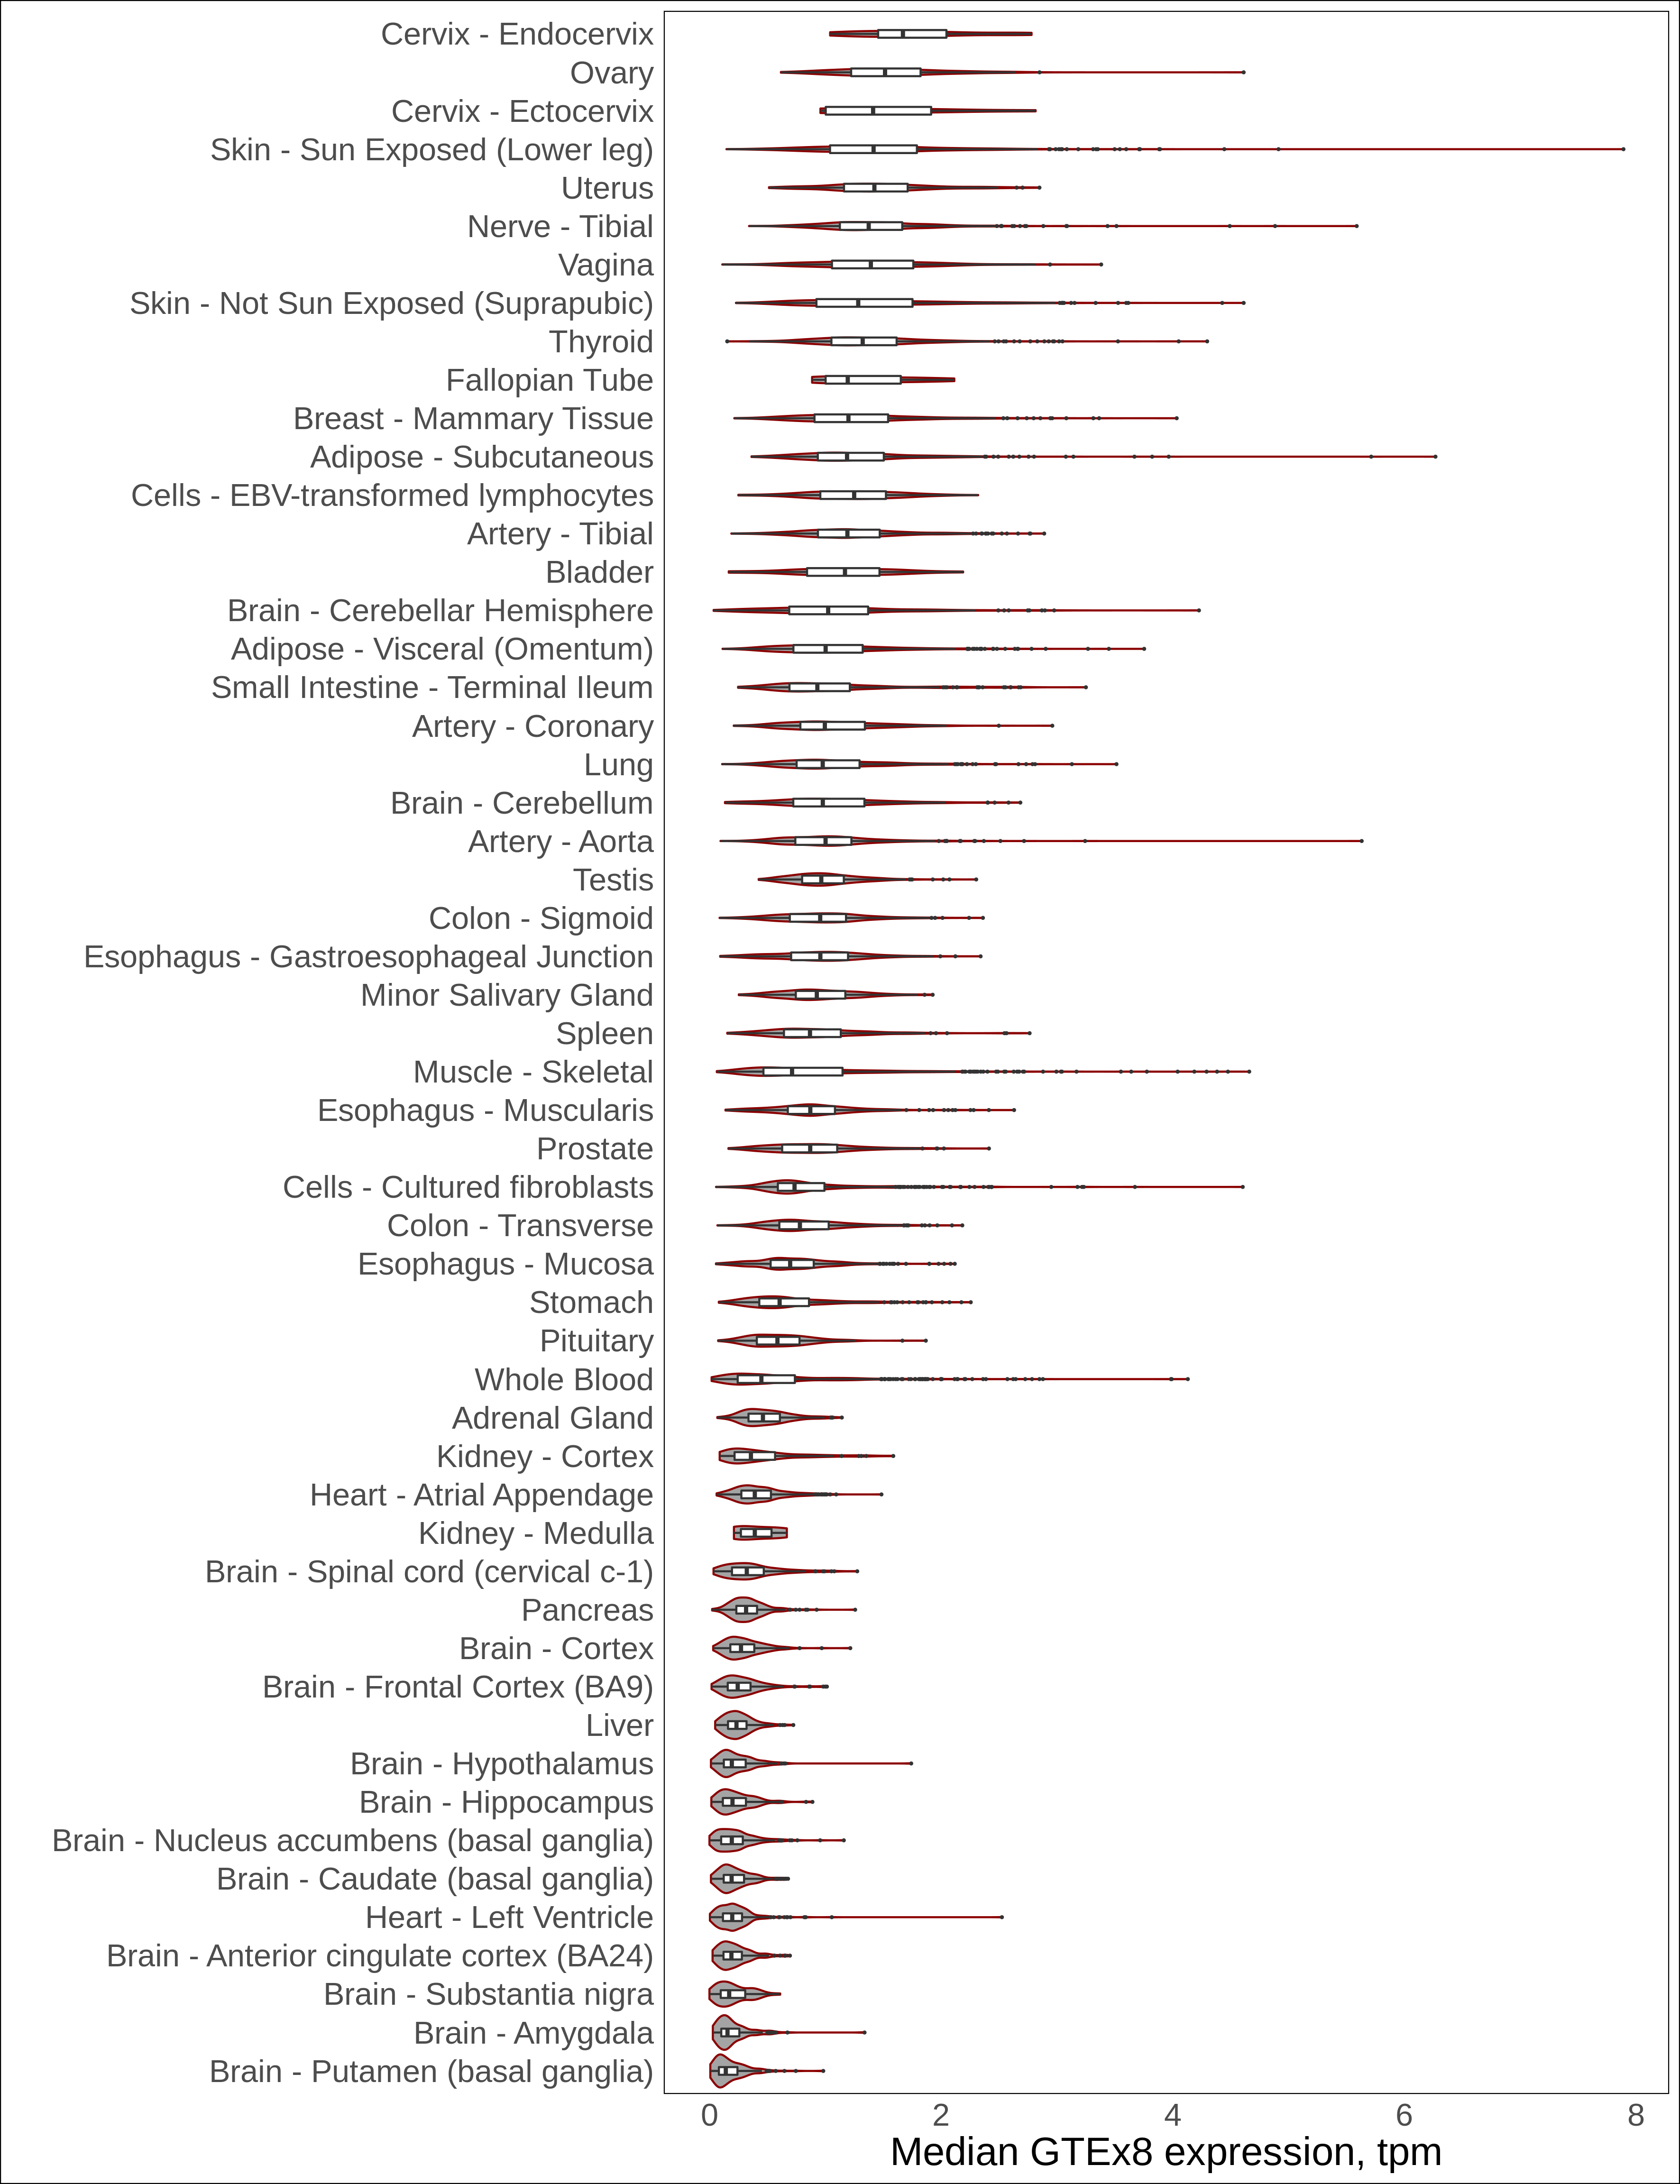 Cervix - Endocervix
Ovary
Cervix - Ectocervix
Skin - Sun Exposed (Lower leg)
Uterus
Nerve - Tibial
Vagina
Skin - Not Sun Exposed (Suprapubic)
Thyroid
Fallopian Tube
Breast - Mammary Tissue
Adipose - Subcutaneous
Cells - EBV-transformed lymphocytes
Artery - Tibial
Bladder
Brain - Cerebellar Hemisphere
Adipose - Visceral (Omentum)
Small Intestine - Terminal Ileum
Artery - Coronary
Lung
Brain - Cerebellum
Artery - Aorta
Testis
Colon - Sigmoid
Esophagus - Gastroesophageal Junction
Minor Salivary Gland
Spleen
Muscle - Skeletal
Esophagus - Muscularis
Prostate
Cells - Cultured fibroblasts
Colon - Transverse
Esophagus - Mucosa
Stomach
Pituitary
Whole Blood
Adrenal Gland
Kidney - Cortex
Heart - Atrial Appendage
Kidney - Medulla
Brain - Spinal cord (cervical c-1)
Pancreas
Brain - Cortex
Brain - Frontal Cortex (BA9)
Liver
Brain - Hypothalamus
Brain - Hippocampus
Brain - Nucleus accumbens (basal ganglia)
Brain - Caudate (basal ganglia)
Heart - Left Ventricle
Brain - Anterior cingulate cortex (BA24)
Brain - Substantia nigra
Brain - Amygdala
Brain - Putamen (basal ganglia)
0 2 4 6 8
Median GTEx8 expression, tpm